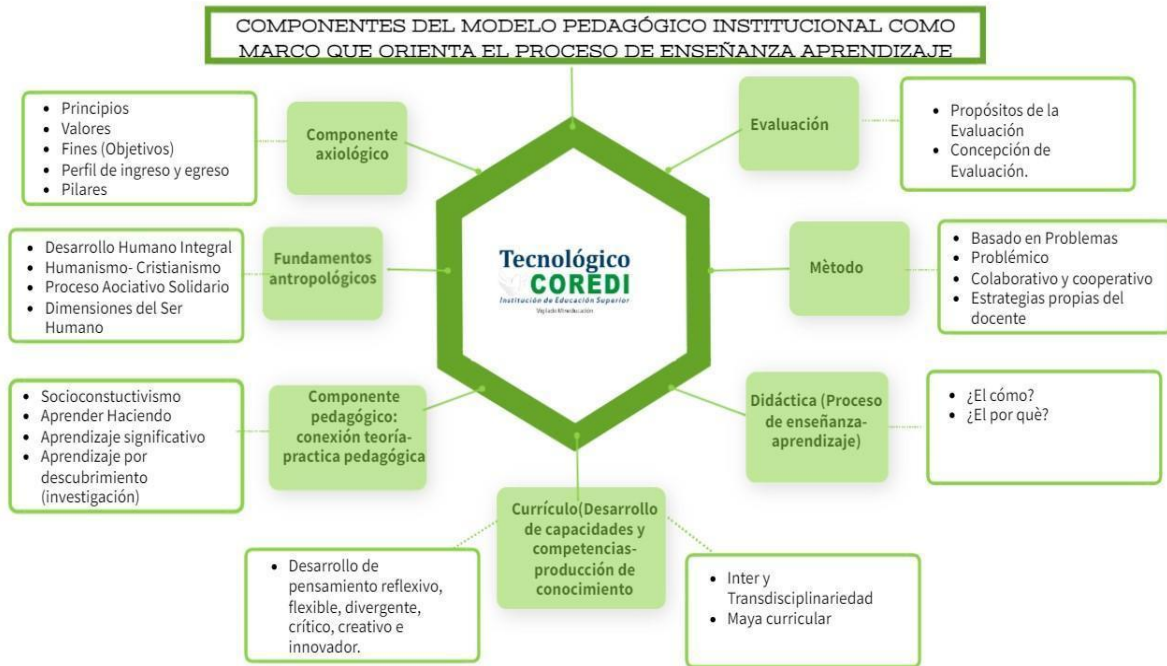 COMPONENTES DEL MODELO PEDAGÓGICO INSTITUCIONAL COMO
MARCO QUE ORIENTA EL PROCESO DE ENSEÑANZA APRENDIZAJE
• Principios
• Valores
• Fines (Objetivos)
• Perfil de ingreso y egreso
• Pilares
Componente
axiológico
Evaluación
• Propósitos de la
Evaluación
• Concepción de
Evaluación.
• Desarrollo Humano Integral
• Humanismo- Cristianismo
• Proceso Aociativo Solidario
• Dimensiones del Ser
Humano
Fundamentos
antropológicos
Tecnológico
COREDI
Institución de Educación Superior
Vigilado Mineducación
Mètodo
• Basado en Problemas
• Problémico
• Colaborativo y cooperativo
• Estrategias propias del
docente
• Socioconstuctivismo
• Aprender Haciendo
• Aprendizaje significativo
• Aprendizaje por
descubrimiento
(investigación)
Componente
pedagógico:
conexión teoría-
practica pedagógica
Didáctica (Proceso
de enseñanza-
aprendizaje)
• ¿El cómo?
• ¿El por què?
Currículo(Desarrollo
de capacidades y
competencias-
producción de
conocimiento
• Desarrollo de
pensamiento reflexivo,
flexible, divergente,
crítico, creativo e
innovador.
• Inter y
Transdisciplinariedad
• Maya curricular